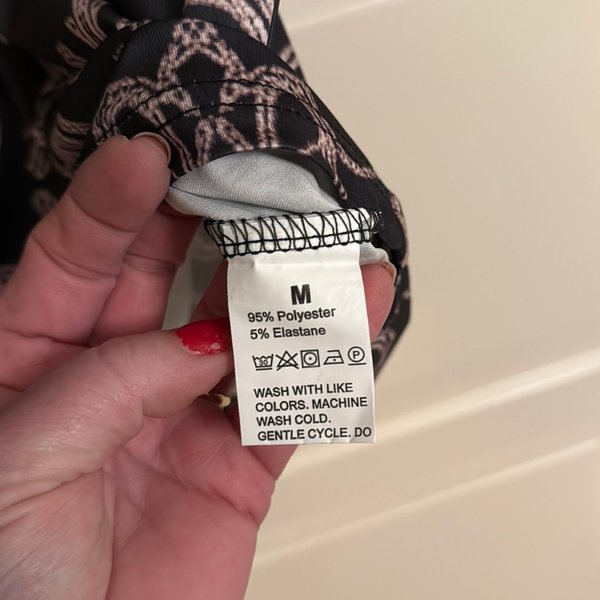 M
95% Polyester
5% Elastane
WASH WITH LIKE
COLORS. MACHINE
WASH COLD.
GENTLE CYCLE. DO